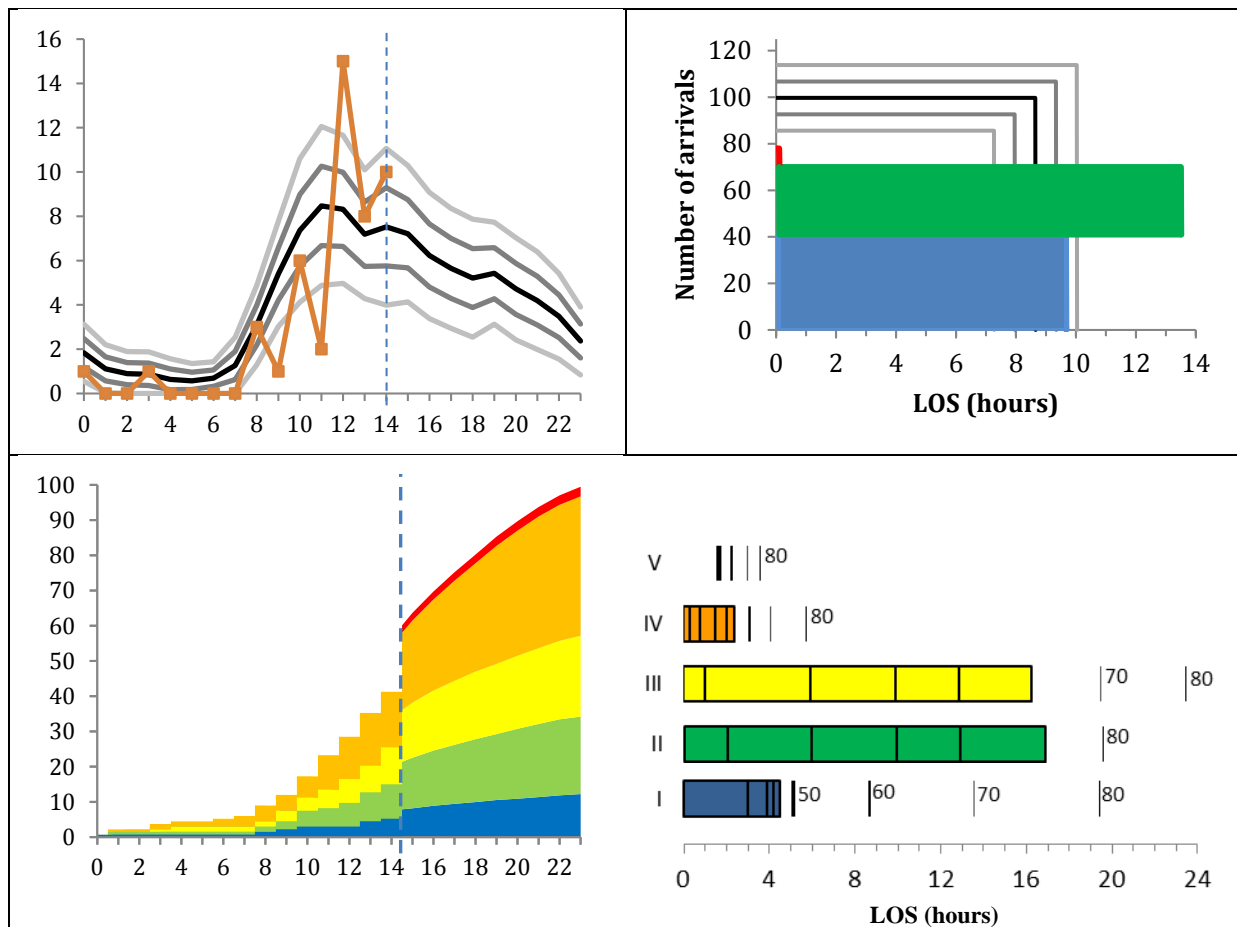 16
14
12
10
8
6
4
2
0
0 2 4 6 8 10 12 14 16 18 20 22
Number of arrivals
120
100
80
60
40
20
0
0 2 4 6 8 10 12 14
LOS (hours)
100
90
80
70
60
50
40
30
20
10
0
0 2 4 6 8 10 12 14 16 18 20 22
V 80
IV 80
III 70 80
II 80
I 50 60 70 80
0 4 8 12 16 20 24
LOS (hours)